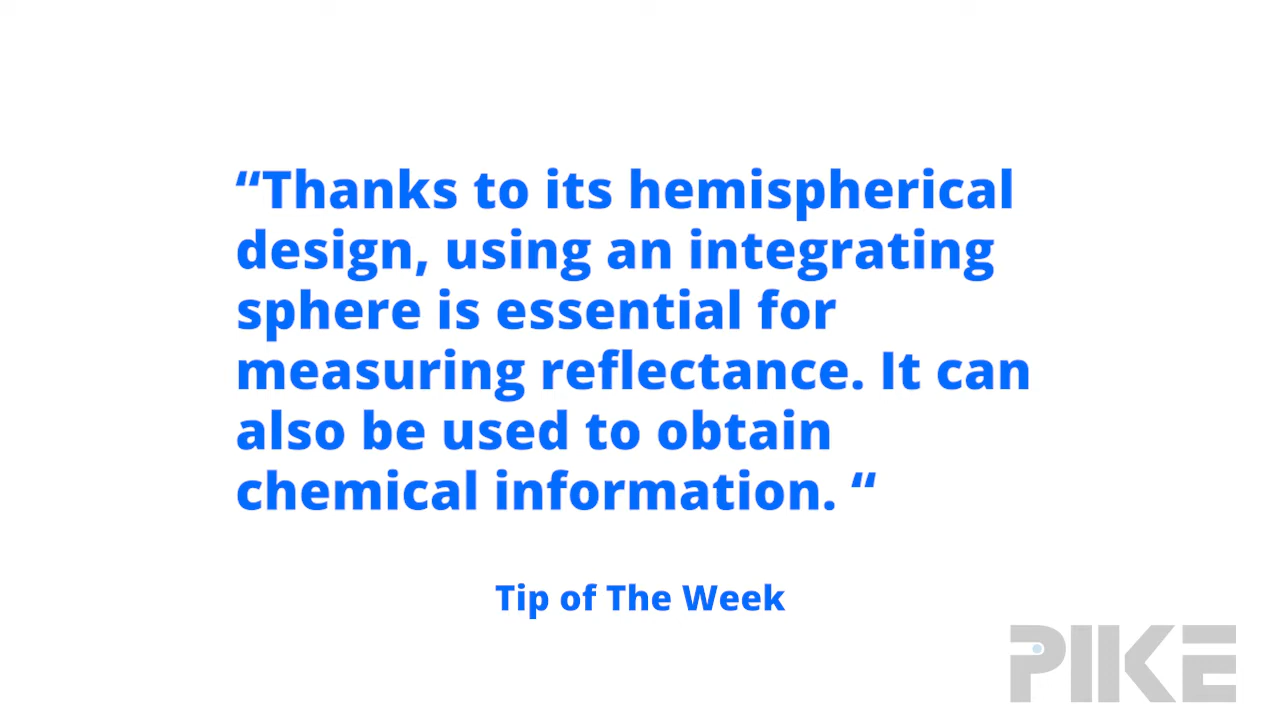 “Thanks to its hemispherical
design, using an integrating
sphere is essential for
measuring reflectance. It can
also be used to obtain
chemical information. “
Tip of The Week
PIKE